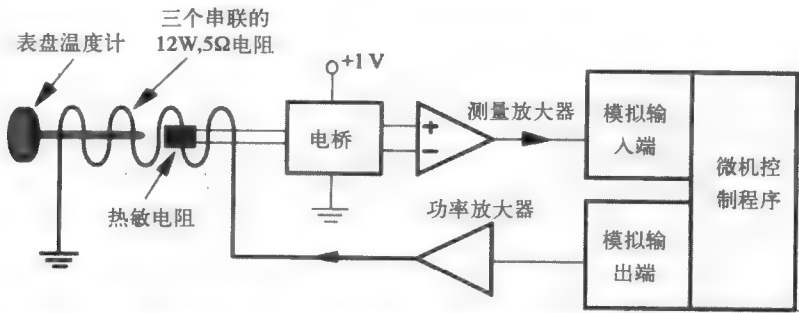 三个串联的
12W,5Ω电阻
表盘温度计
+1 V
测量放大器
模拟输
入端
电桥
+
−
微机控
制程序
热敏电阻
功率放大器
模拟输
出端